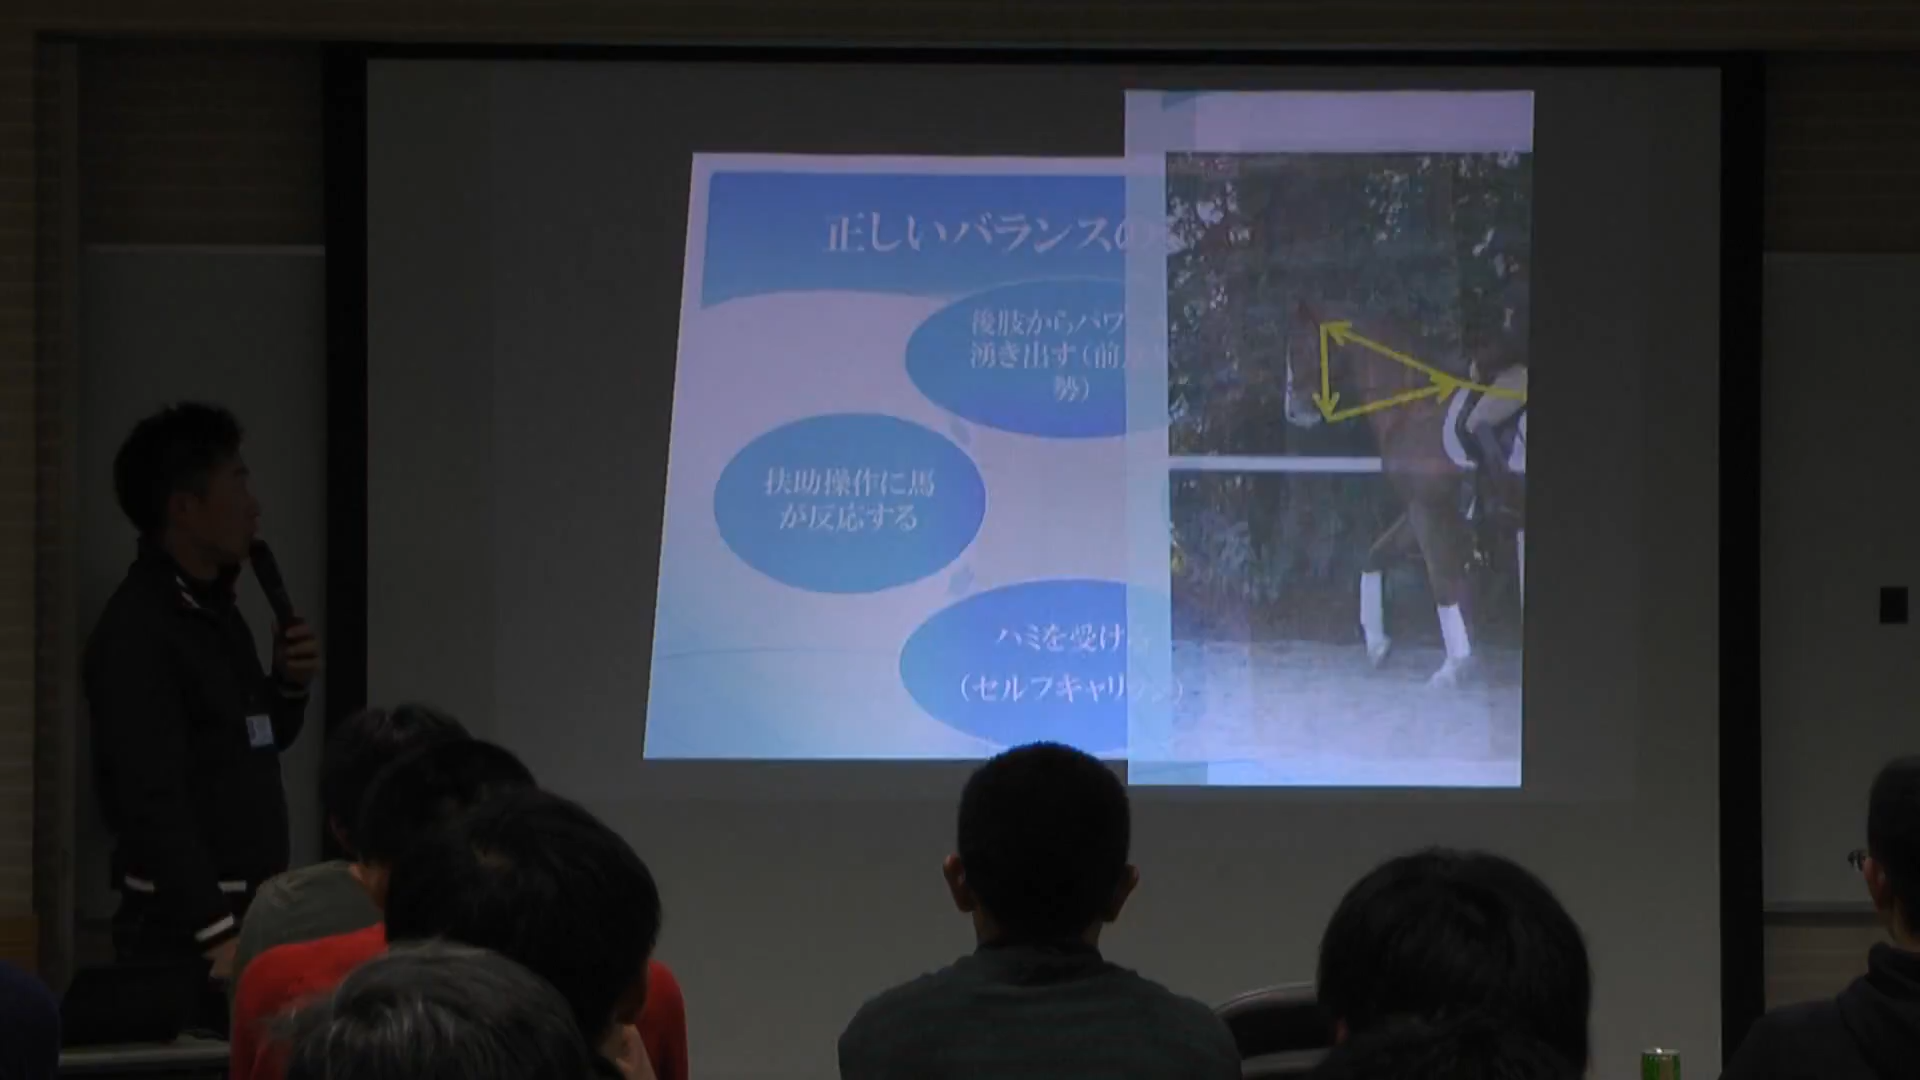 正しいバランスの
後肢からパワ
湧き出す（前
勢）
扶助操作に馬
が反応する
ハミを受け
（セルフキャリ